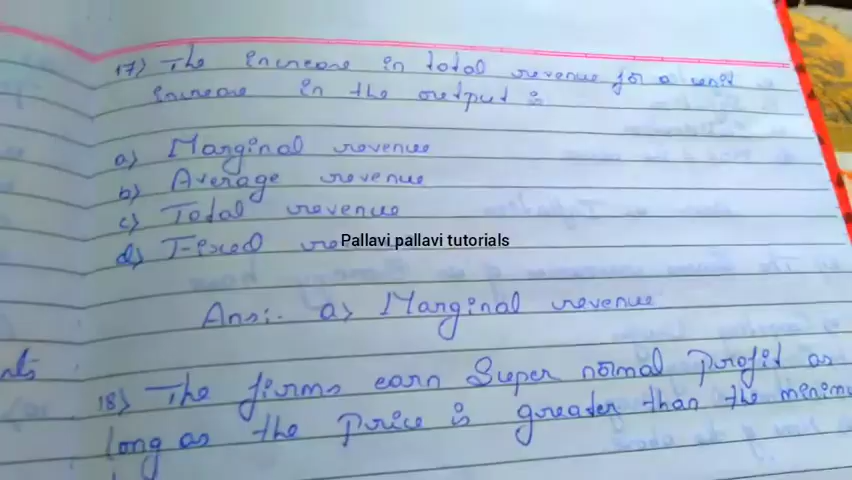 17) The increase in total revenue for a unit
increase in the output is
a) Marginal revenue
b) Average revenue
c) Total revenue
d) Fixed
Pallavi pallavi tutorials
Ans:- a) Marginal revenue
18) The firms earn Super normal Profit as
long as the Price is greater than the